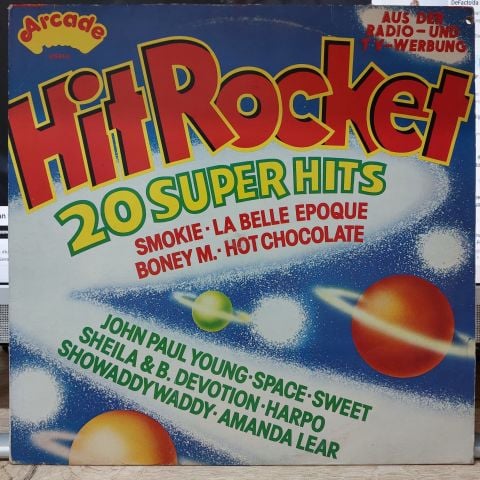 Arcade
AUS DER
RADIO-UND
TV-WERBUNG
HitRocket
20 SUPER HITS
SMOKIE · LA BELLE EPOQUE
BONEY M. · HOT CHOCOLATE
JOHN PAUL YOUNG · SPACE · SWEET
SHEILA & B. DEVOTION · HARPO
SHOWADDYWADDY · AMANDA LEAR